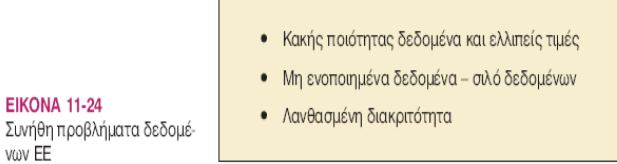 • Κακής ποιότητας δεδομένα και ελλιπείς τιμές
• Μη ενοποιημένα δεδομένα – σιλό δεδομένων
• Λανθασμένη διακριτότητα
ΕΙΚΟΝΑ 11-24
Συνήθη προβλήματα δεδομέ-
νων ΕΕ